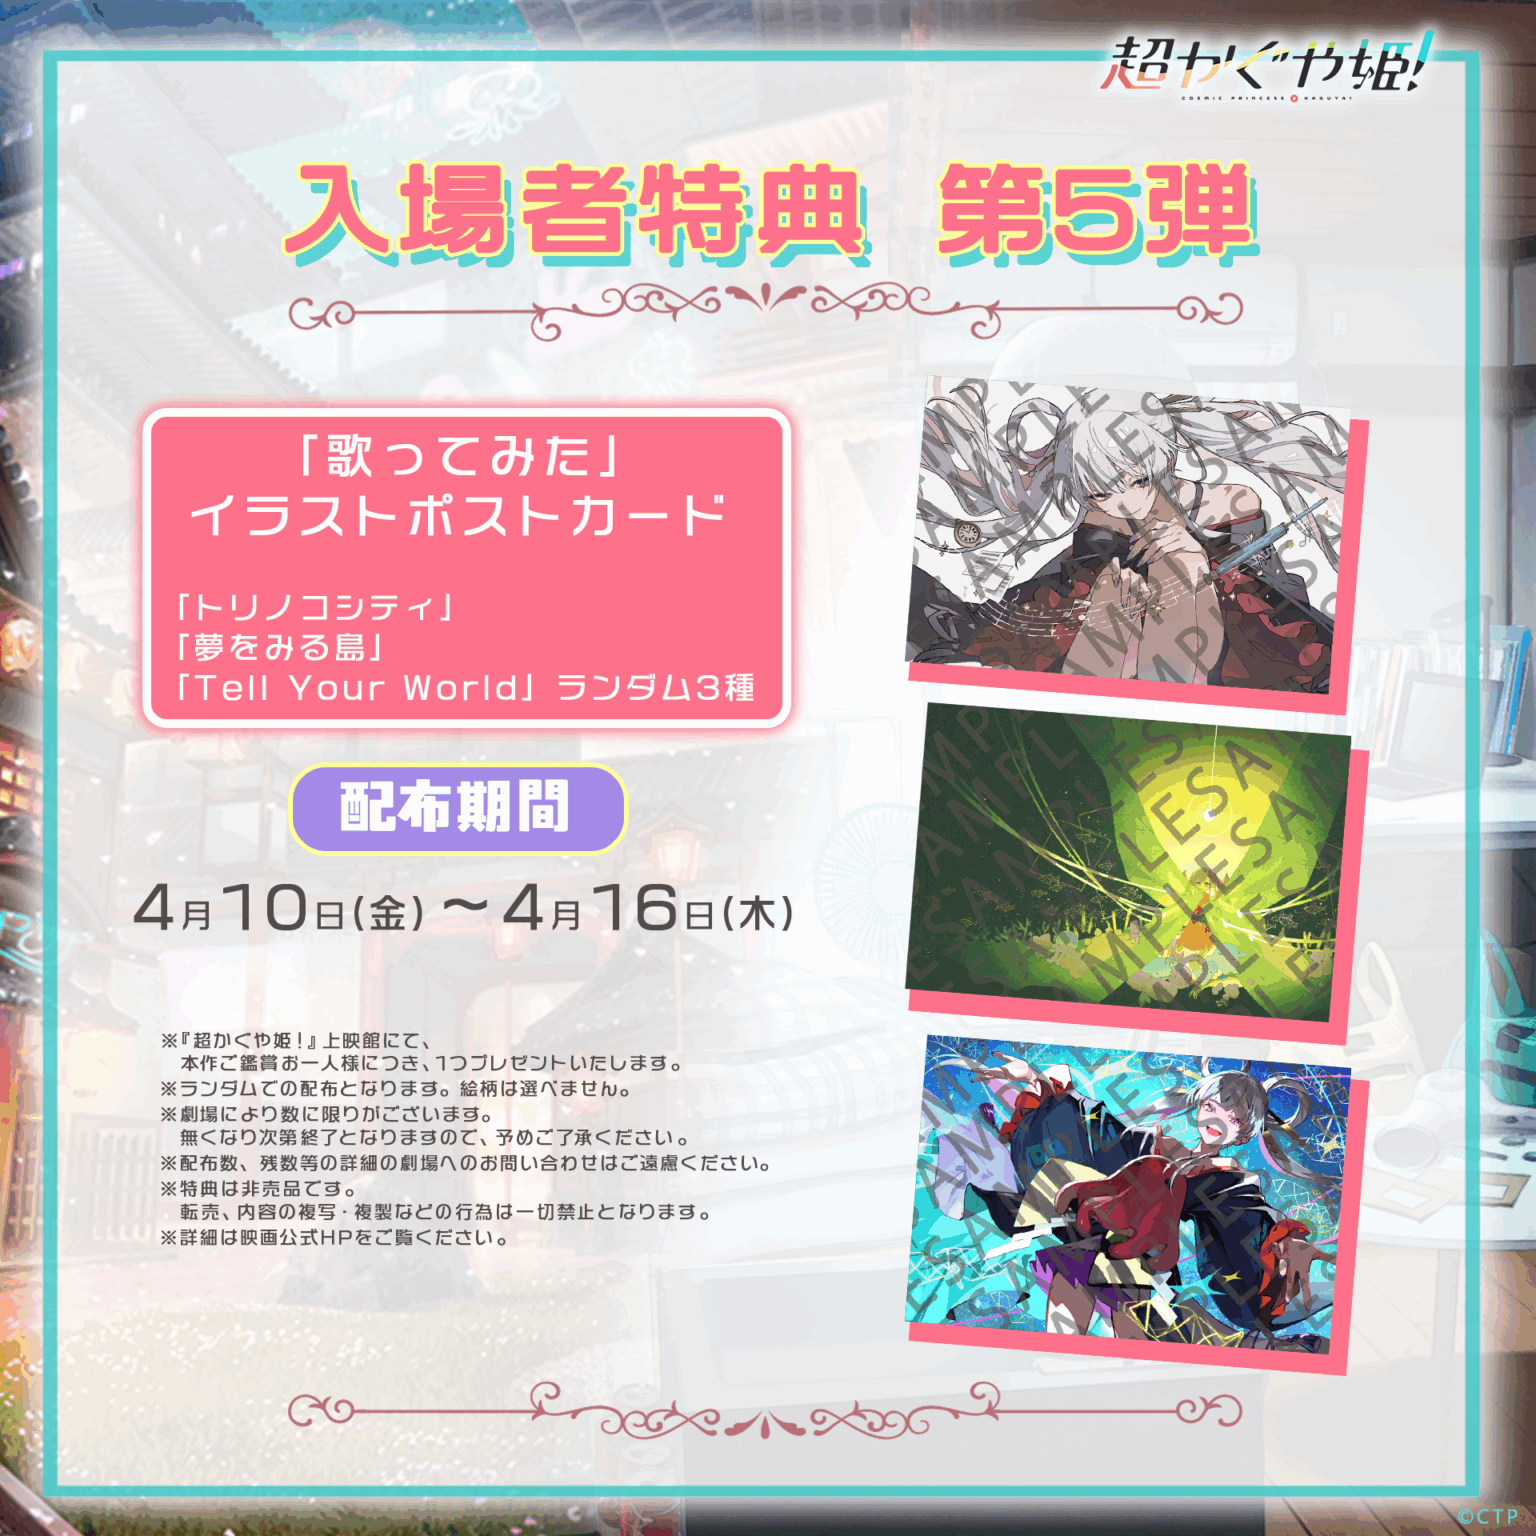 超かぐや姫!
COSMIC PRINCESS KAGUYA!
入場者特典 第5弾
「歌ってみた」
イラストポストカード
「トリノコシティ」
「夢をみる島」
「Tell Your World」ランダム3種
配布期間
4月10日(金)~4月16日(木)
※『超かぐや姫!』上映館にて、
本作ご鑑賞お一人様につき、1つプレゼントいたします。
※ランダムでの配布となります。絵柄は選べません。
※劇場により数に限りがございます。
無くなり次第終了となりますので、予めご了承ください。
※配布数、残数等の詳細の劇場へのお問い合わせはご遠慮ください。
※特典は非売品です。
転売、内容の複写・複製などの行為は一切禁止となります。
※詳細は映画公式HPをご覧ください。
SAMPLE
SAMPLE
SAMPLE
©CTP